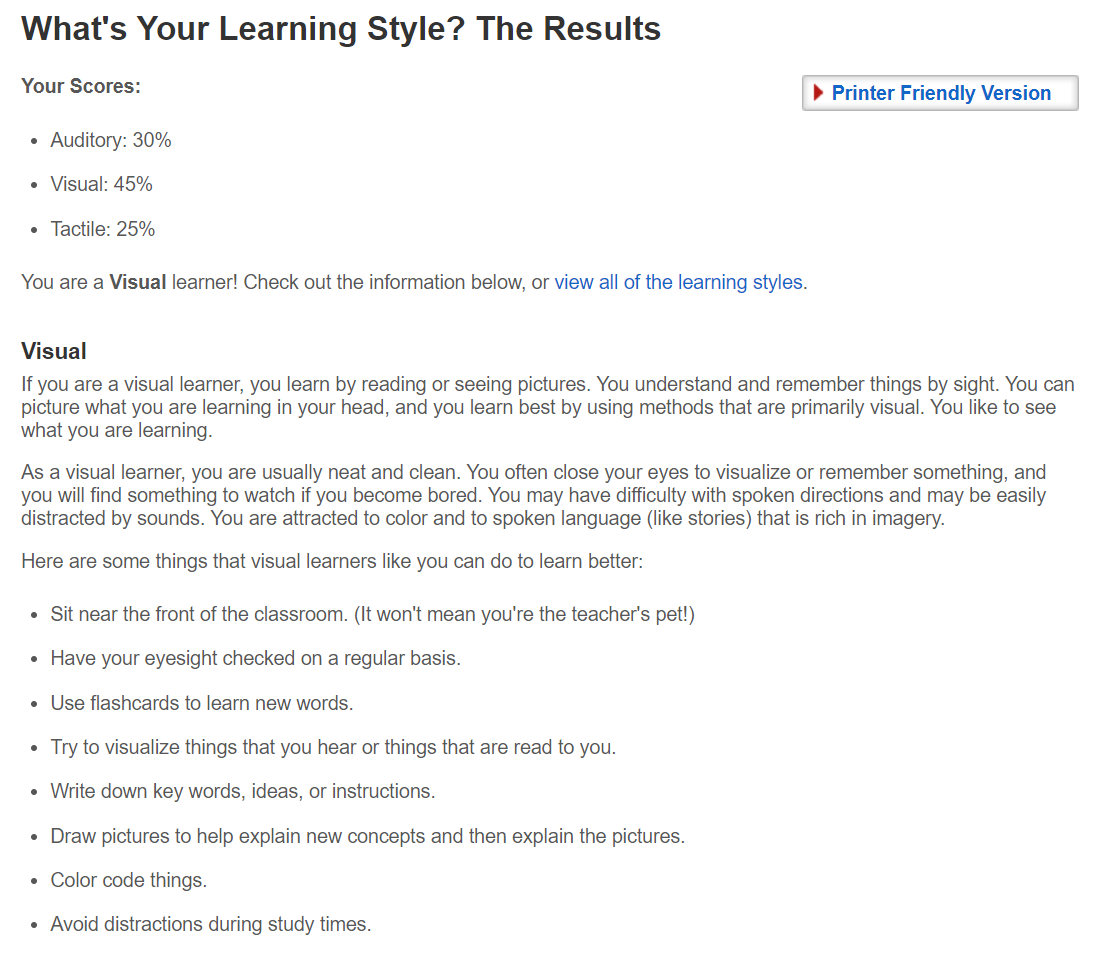 What's Your Learning Style? The Results
Your Scores:
Printer Friendly Version
• Auditory: 30%
• Visual: 45%
• Tactile: 25%
You are a Visual learner! Check out the information below, or view all of the learning styles.
Visual
If you are a visual learner, you learn by reading or seeing pictures. You understand and remember things by sight. You can
picture what you are learning in your head, and you learn best by using methods that are primarily visual. You like to see
what you are learning.
As a visual learner, you are usually neat and clean. You often close your eyes to visualize or remember something, and
you will find something to watch if you become bored. You may have difficulty with spoken directions and may be easily
distracted by sounds. You are attracted to color and to spoken language (like stories) that is rich in imagery.
Here are some things that visual learners like you can do to learn better:
• Sit near the front of the classroom. (It won't mean you're the teacher's pet!)
• Have your eyesight checked on a regular basis.
• Use flashcards to learn new words.
• Try to visualize things that you hear or things that are read to you.
• Write down key words, ideas, or instructions.
• Draw pictures to help explain new concepts and then explain the pictures.
• Color code things.
• Avoid distractions during study times.